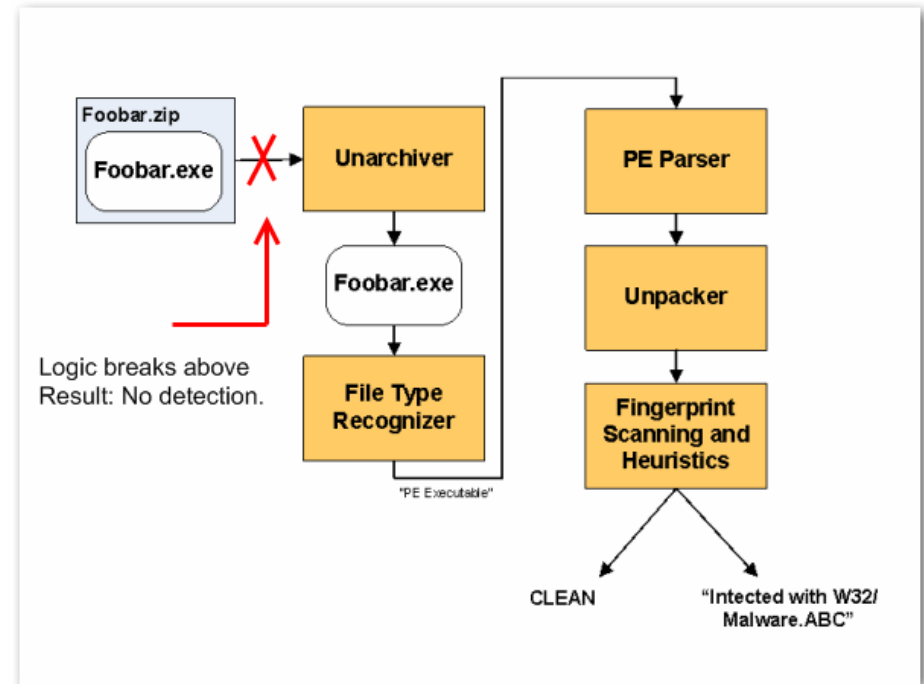 Foobar.zip
Foobar.exe
Unarchiver
Foobar.exe
File Type
Recognizer
"PE Executable"
Logic breaks above
Result: No detection.
PE Parser
Unpacker
Fingerprint
Scanning and
Heuristics
CLEAN
“Intected with W32/
Malware.ABC”